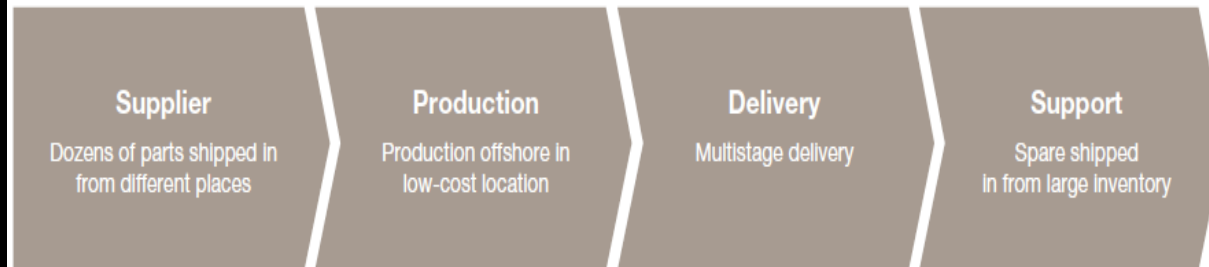 Supplier
Dozens of parts shipped in
from different places
Production
Production offshore in
low-cost location
Delivery
Multistage delivery
Support
Spare shipped
in from large inventory